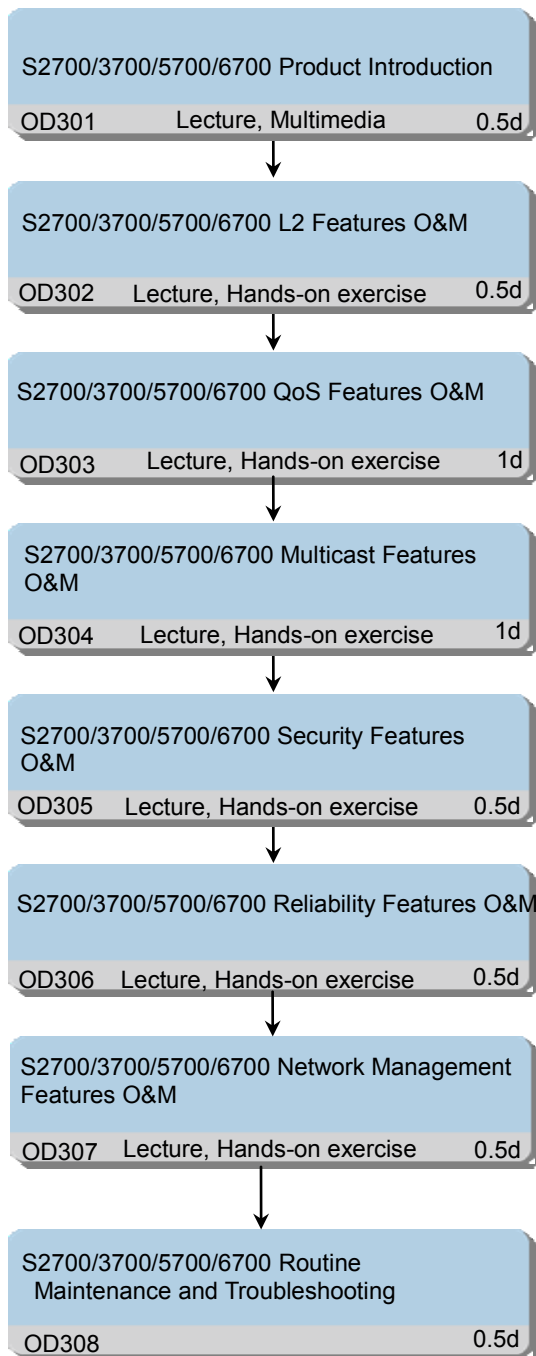 S2700/3700/5700/6700 Product Introduction
OD301 Lecture, Multimedia 0.5d
S2700/3700/5700/6700 L2 Features O&M
OD302 Lecture, Hands-on exercise 0.5d
S2700/3700/5700/6700 QoS Features O&M
OD303 Lecture, Hands-on exercise 1d
S2700/3700/5700/6700 Multicast Features
O&M
OD304 Lecture, Hands-on exercise 1d
S2700/3700/5700/6700 Security Features
O&M
OD305 Lecture, Hands-on exercise 0.5d
S2700/3700/5700/6700 Reliability Features O&M
OD306 Lecture, Hands-on exercise 0.5d
S2700/3700/5700/6700 Network Management
Features O&M
OD307 Lecture, Hands-on exercise 0.5d
S2700/3700/5700/6700 Routine
Maintenance and Troubleshooting
OD308 0.5d